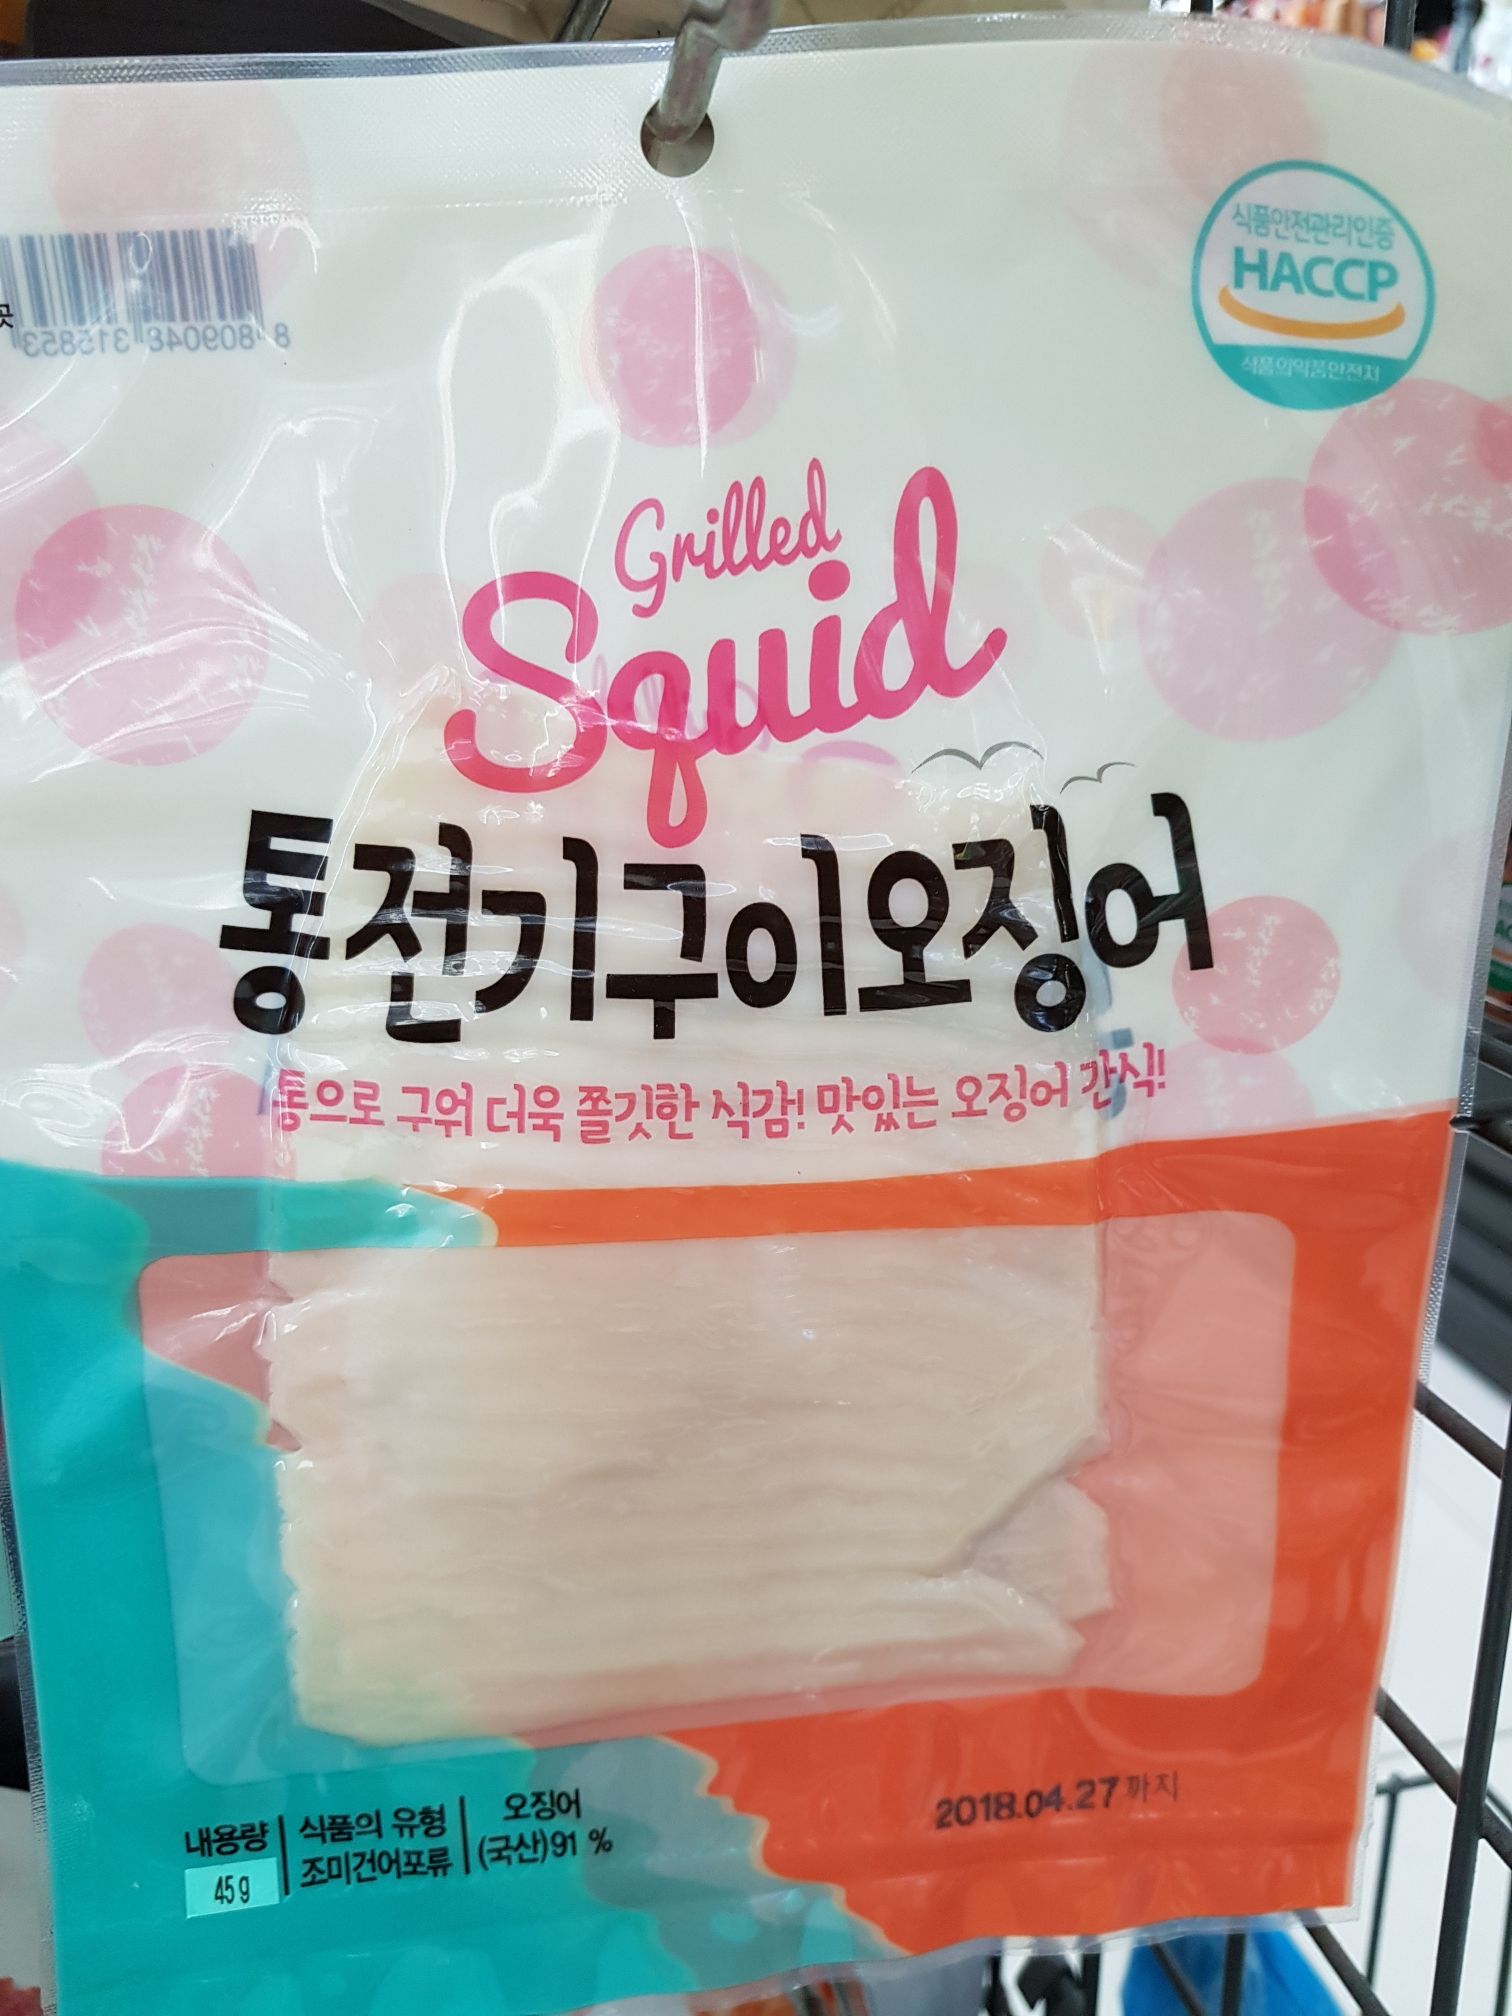 식품안전관리인증
HACCP
식품의약품안전처
8 809048 315853
Grilled
Squid
통전기구이오징어
통으로 구워 더욱 쫄깃한 식감! 맛있는 오징어 간식!
2018.04.27 까지
내용량
45 g
식품의 유형
조미건어포류
오징어
(국산)91 %